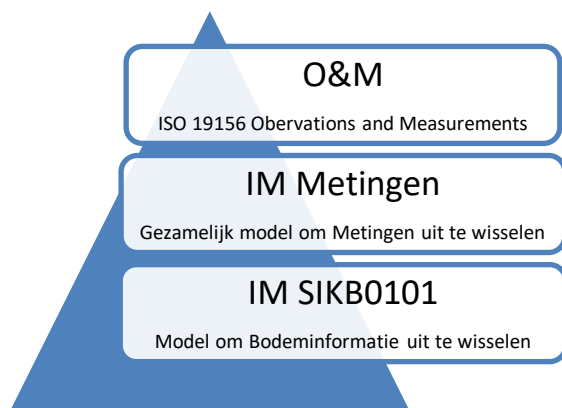 O&M
ISO 19156 Obervations and Measurements
IM Metingen
Gezamelijk model om Metingen uit te wisselen
IM SIKB0101
Model om Bodeminformatie uit te wisselen